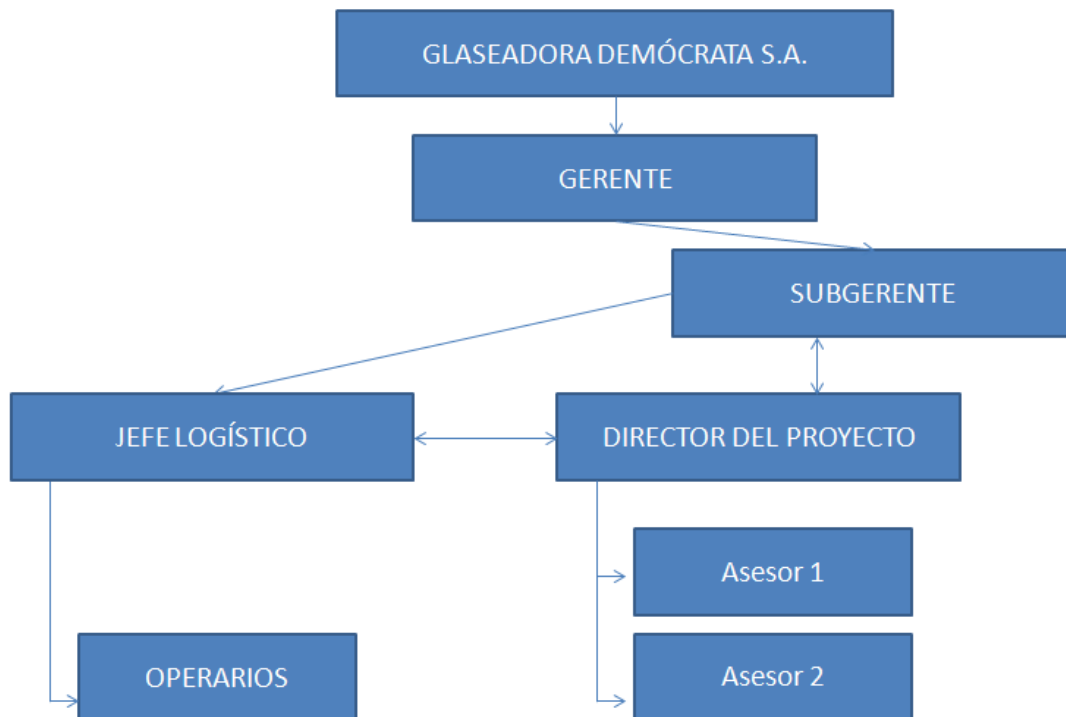 GLASEADORA DEMÓCRATA S.A.
GERENTE
SUBGERENTE
JEFE LOGÍSTICO
DIRECTOR DEL PROYECTO
Asesor 1
OPERARIOS
Asesor 2